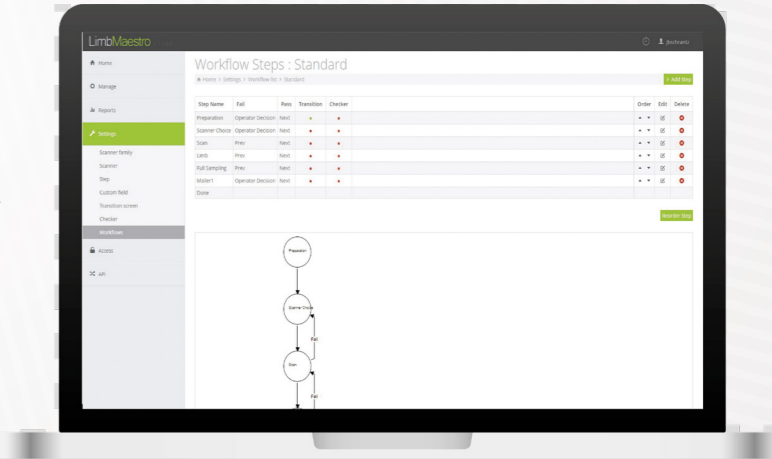 LimbMaestro
jbschrantz
Home
Manage
Reports
Settings
Scanner family
Scanner
Step
Custom field
Transition screen
Checker
Workflows
Access
API
Workflow Steps : Standard
Home > Settings > Workflow list > Standard
+ Add Step
Step Name Fail Pass Transition Checker Order Edit Delete
Preparation Operator Decision Next
Scanner Choice Operator Decision Next
Scan Prev Next
Limb Prev Next
Full Sampling Prev Next
Mailer1 Operator Decision Next
Done
Reorder Step
Preparation
Scanner Choice
Fail
Scan
Fail